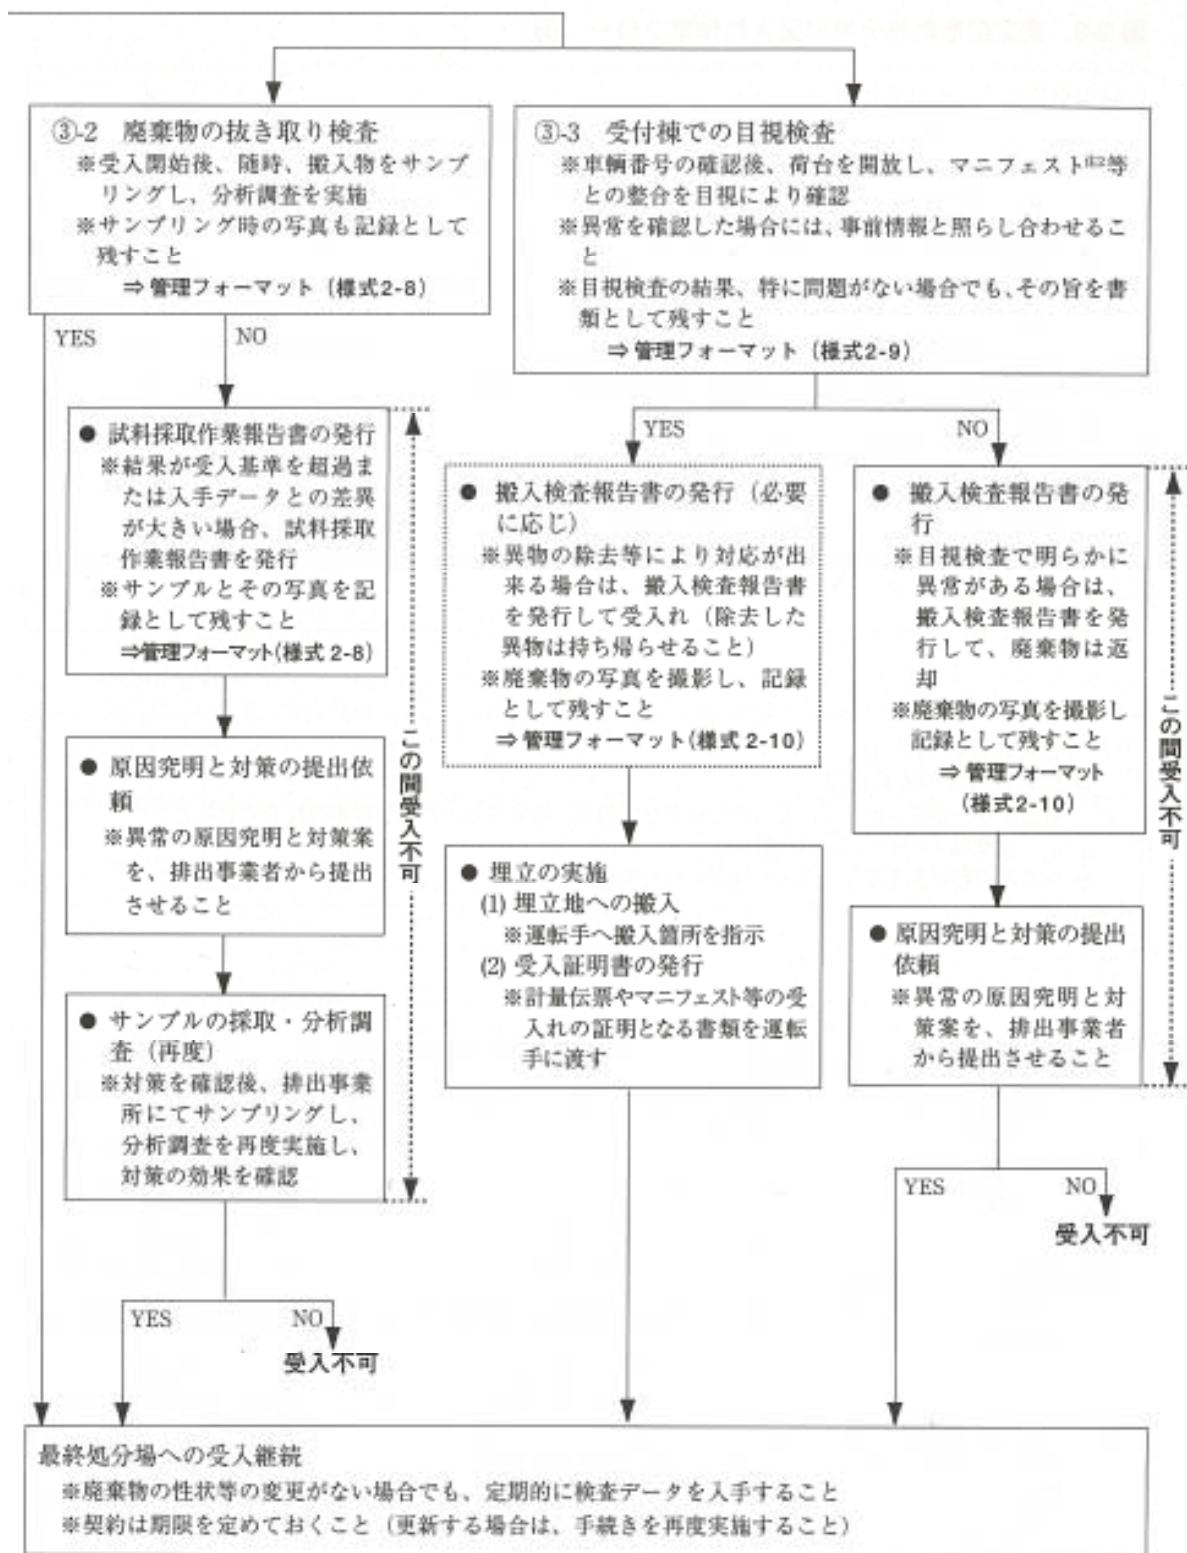 ③-2 廃棄物の抜き取り検査
※受入開始後、随時、搬入物をサンプ
リングし、分析調査を実施
※サンプリング時の写真も記録として
残すこと
⇒ 管理フォーマット（様式2-8）
③-3 受付棟での目視検査
※車輌番号の確認後、荷台を開放し、マニフェスト注2等
との整合を目視により確認
※異常を確認した場合には、事前情報と照らし合わせるこ
と
※目視検査の結果、特に問題がない場合でも、その旨を書
類として残すこと
⇒ 管理フォーマット（様式2-9）
YES
NO
● 試料採取作業報告書の発行
※結果が受入基準を超過ま
たは入手データとの差異
が大きい場合、試料採取
作業報告書を発行
※サンプルとその写真を記
録として残すこと
⇒管理フォーマット(様式 2-8)
● 原因究明と対策の提出依
頼
※異常の原因究明と対策案
を、排出事業者から提出
させること
● サンプルの採取・分析調
査（再度）
※対策を確認後、排出事業
所にてサンプリングし、
分析調査を再度実施し、
対策の効果を確認
この間受入不可
YES
NO
受入不可
YES
NO
● 搬入検査報告書の発行（必要
に応じ）
※異物の除去等により対応が出
来る場合は、搬入検査報告書
を発行して受入れ（除去した
異物は持ち帰らせること）
※廃棄物の写真を撮影し、記録
として残すこと
⇒ 管理フォーマット(様式 2-10)
● 埋立の実施
(1) 埋立地への搬入
※運転手へ搬入箇所を指示
(2) 受入証明書の発行
※計量伝票やマニフェスト等の受
入れの証明となる書類を運転
手に渡す
● 搬入検査報告書の発
行
※目視検査で明らかに
異常がある場合は、
搬入検査報告書を発
行して、廃棄物は返
却
※廃棄物の写真を撮影し
記録として残すこと
⇒ 管理フォーマット
（様式2-10）
● 原因究明と対策の提出
依頼
※異常の原因究明と対
策案を、排出事業者
から提出させること
この間受入不可
YES
NO
受入不可
最終処分場への受入継続
※廃棄物の性状等の変更がない場合でも、定期的に検査データを入手すること
※契約は期限を定めておくこと（更新する場合は、手続きを再度実施すること）